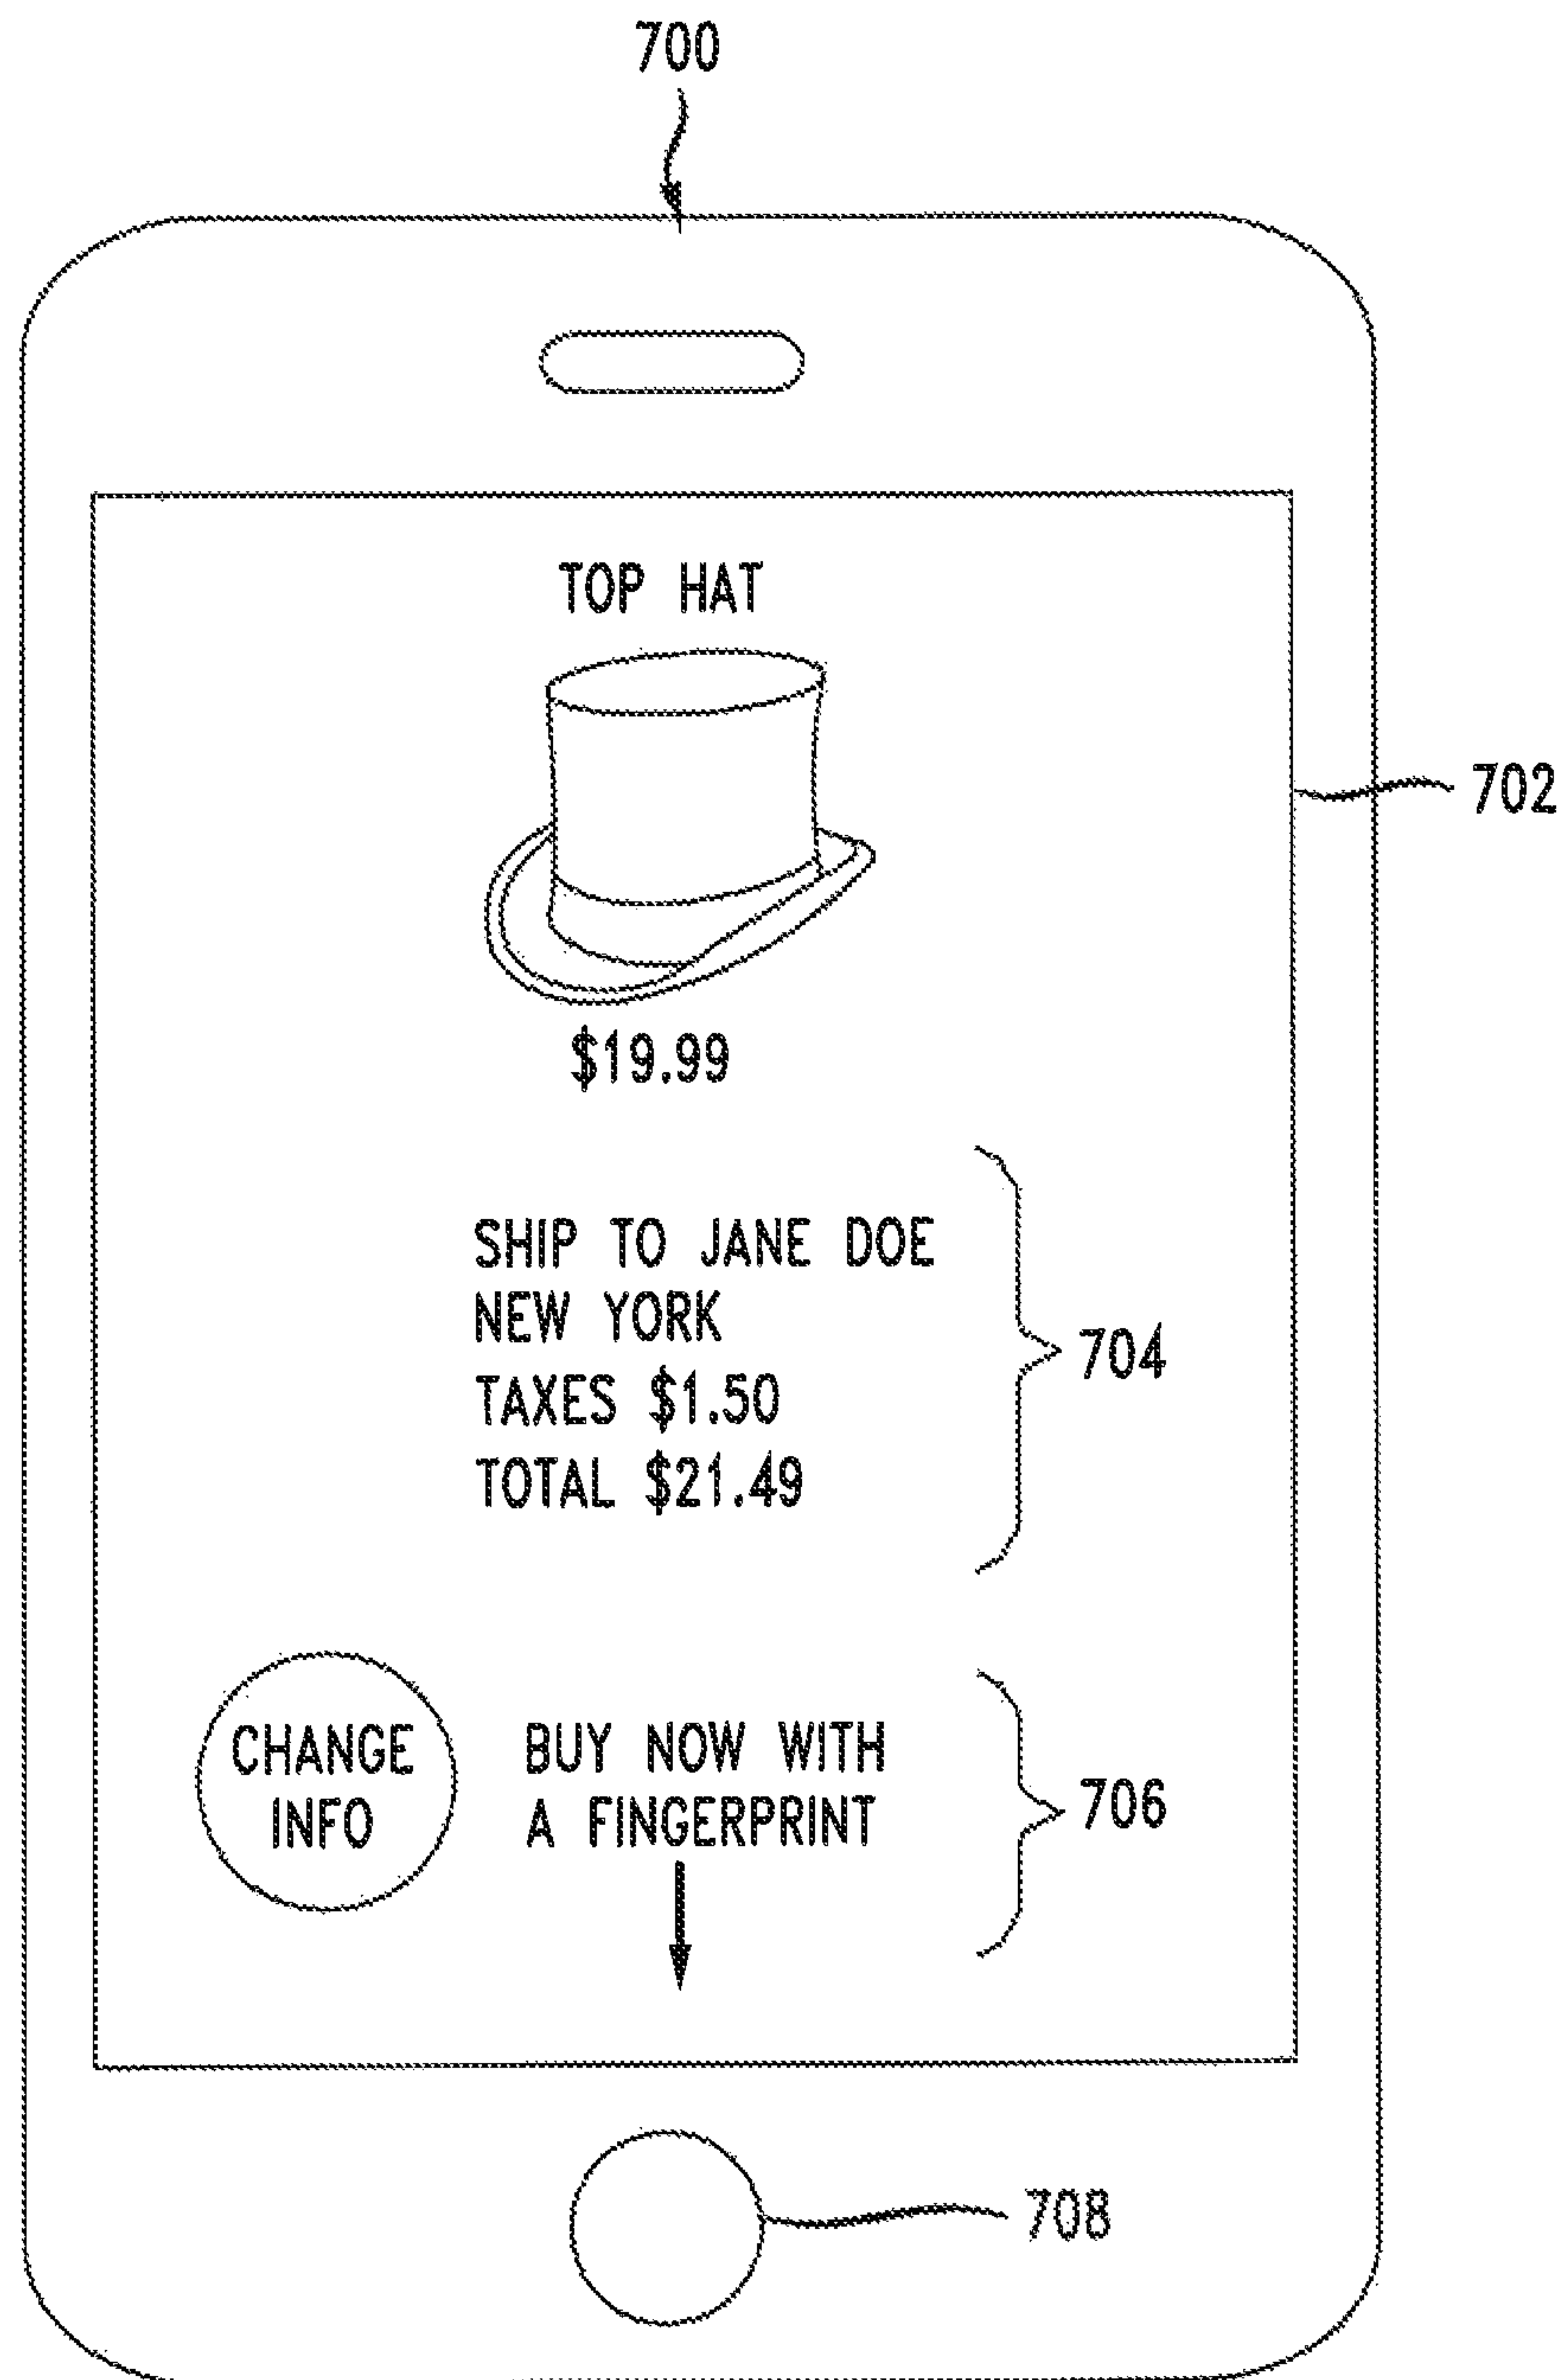 700
TOP HAT
702
$19.99
SHIP TO JANE DOE
NEW YORK
704
TAXES $1.50
TOTAL $21.49
CHANGE
INFO
BUY NOW WITH
A FINGERPRINT
706
708